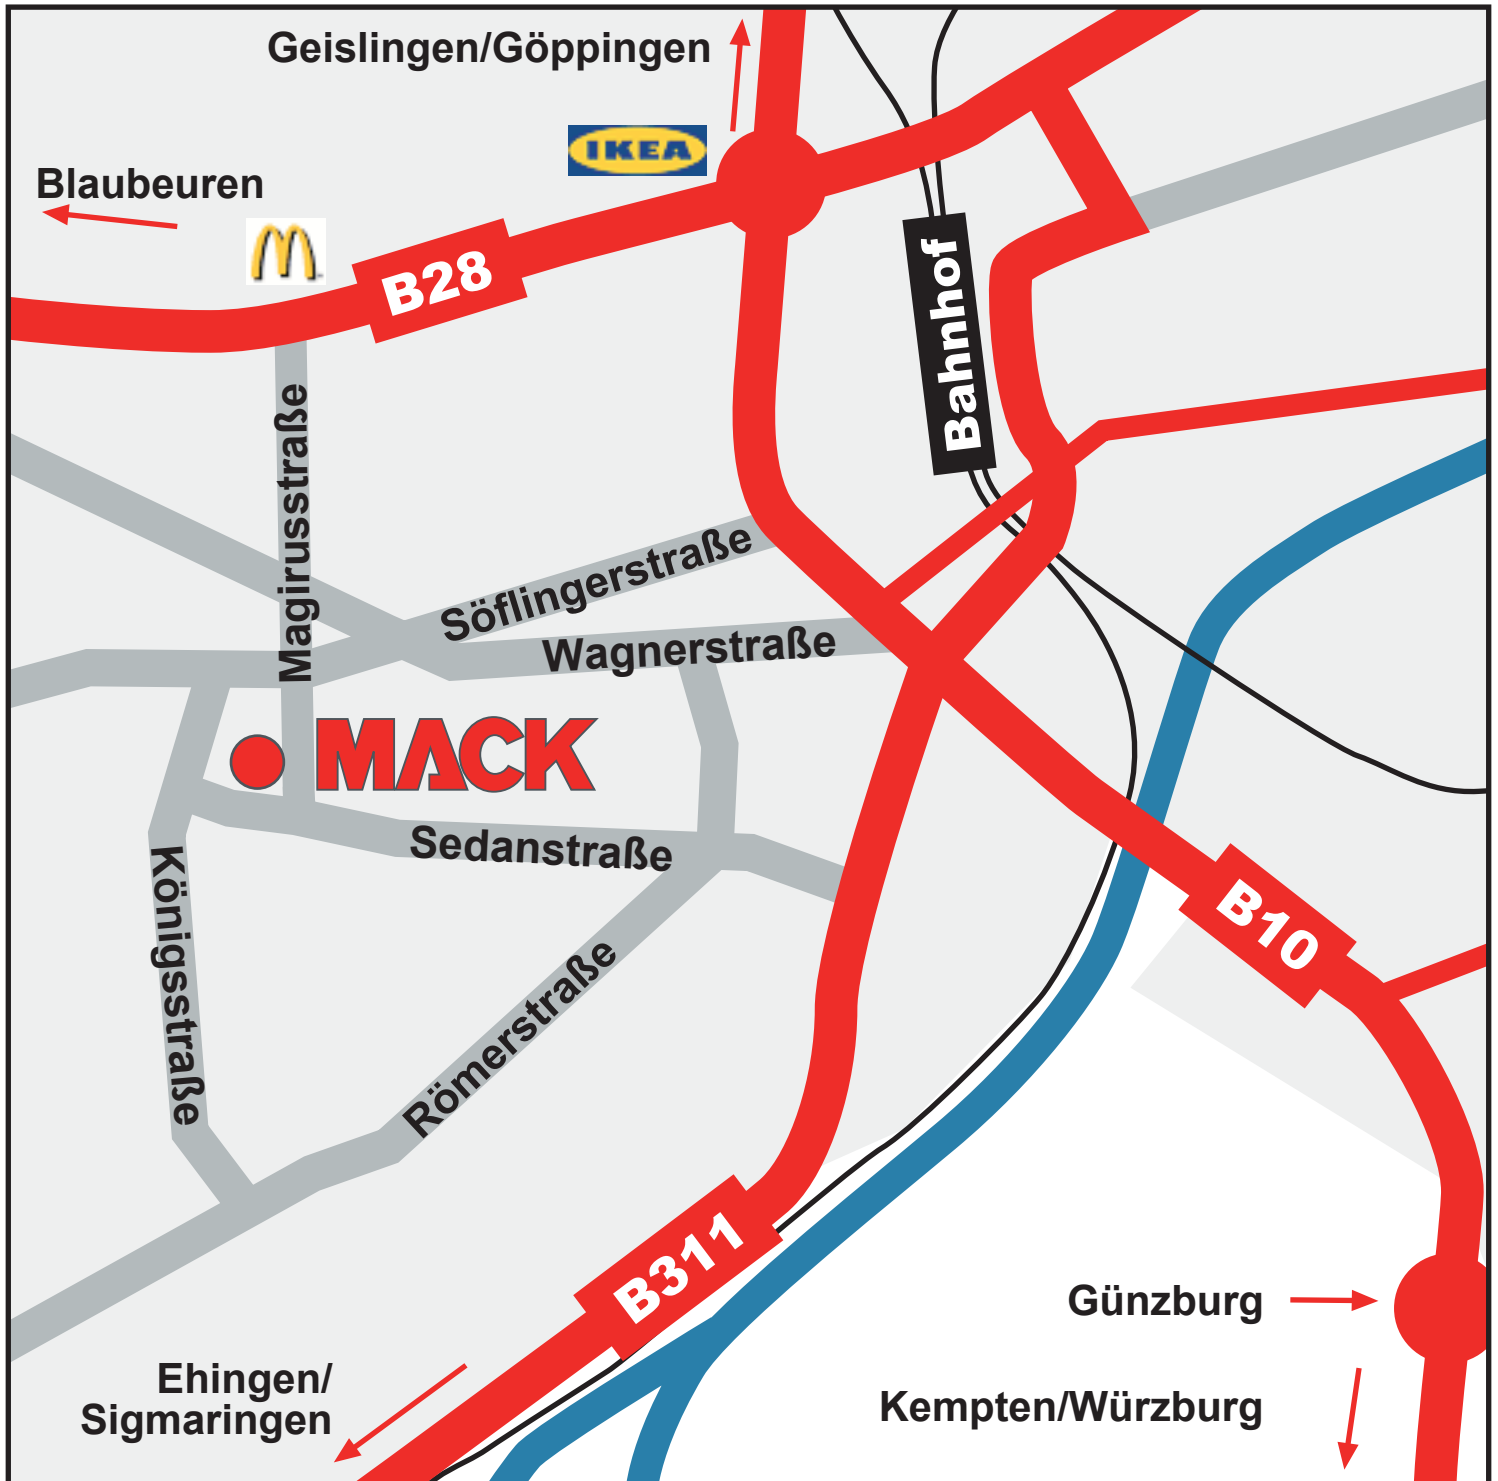 Geislingen/Göppingen
IKEA
Blaubeuren
M
B28
Bahnhof
Magirusstraße
Söflingerstraße
Wagnerstraße
MACK
Sedanstraße
Königsstraße
Römerstraße
B10
B311
Günzburg
Ehingen/
Sigmaringen
Kempten/Würzburg